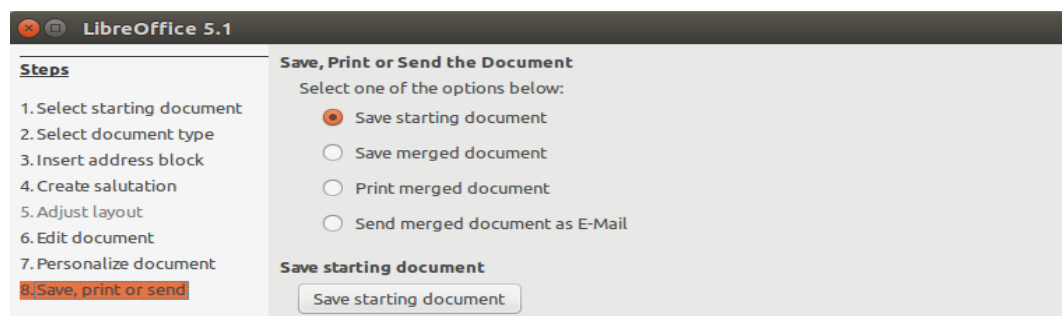 LibreOffice 5.1
Steps
1. Select starting document
2. Select document type
3. Insert address block
4. Create salutation
5. Adjust layout
6. Edit document
7. Personalize document
8. Save, print or send
Save, Print or Send the Document
Select one of the options below:
Save starting document
Save merged document
Print merged document
Send merged document as E-Mail
Save starting document
Save starting document